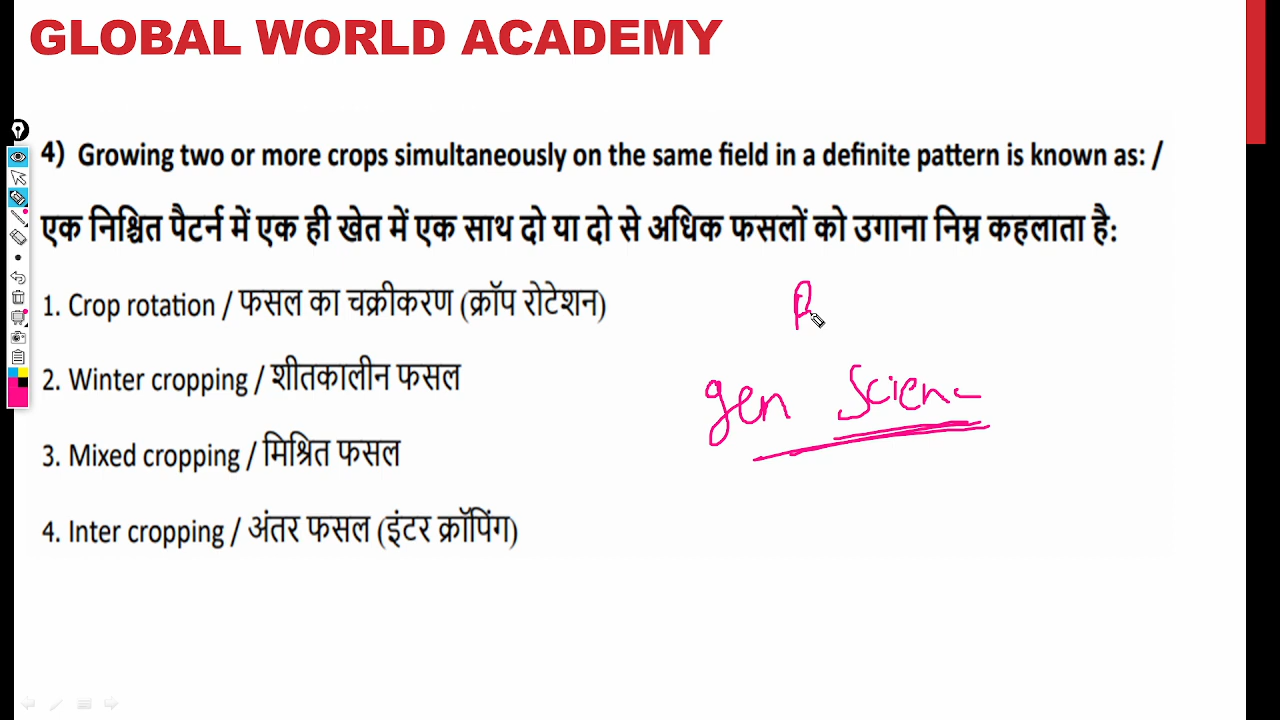 GLOBAL WORLD ACADEMY
4) Growing two or more crops simultaneously on the same field in a definite pattern is known as: /
एक निश्चित पैटर्न में एक ही खेत में एक साथ दो या दो से अधिक फसलों को उगाना निम्न कहलाता है:
1. Crop rotation / फसल का चक्रीकरण (क्रॉप रोटेशन)
2. Winter cropping / शीतकालीन फसल
3. Mixed cropping / मिश्रित फसल
4. Inter cropping / अंतर फसल (इंटर क्रॉपिंग)
gen